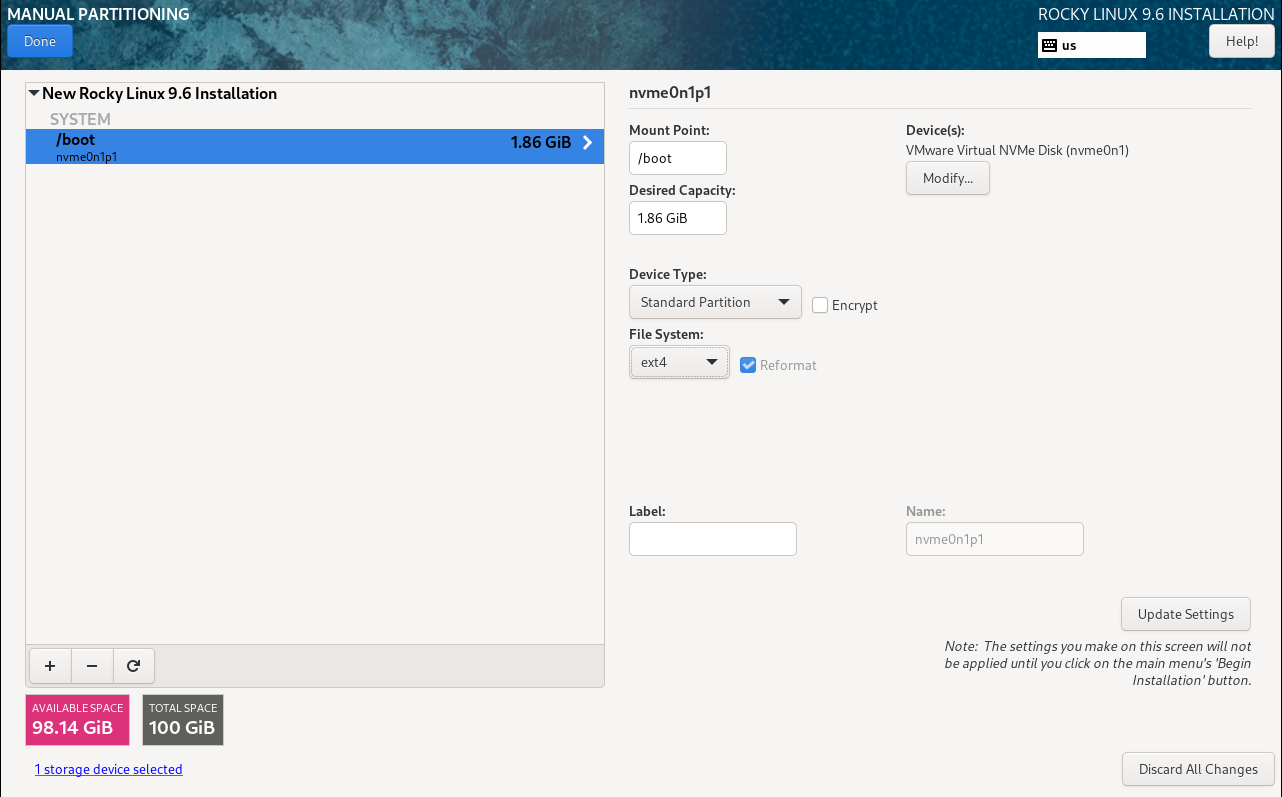 MANUAL PARTITIONING
ROCKY LINUX 9.6 INSTALLATION
Done
us
Help!
New Rocky Linux 9.6 Installation
SYSTEM
/boot
1.86 GiB
nvme0n1p1
nvme0n1p1
Mount Point:
/boot
Device(s):
VMware Virtual NVMe Disk (nvme0n1)
Modify...
Desired Capacity:
1.86 GiB
Device Type:
Standard Partition
Encrypt
File System:
ext4
Reformat
Label:
Name:
nvme0n1p1
Update Settings
Note: The settings you make on this screen will not
be applied until you click on the main menu's 'Begin
Installation' button.
AVAILABLE SPACE
98.14 GiB
TOTAL SPACE
100 GiB
1 storage device selected
Discard All Changes